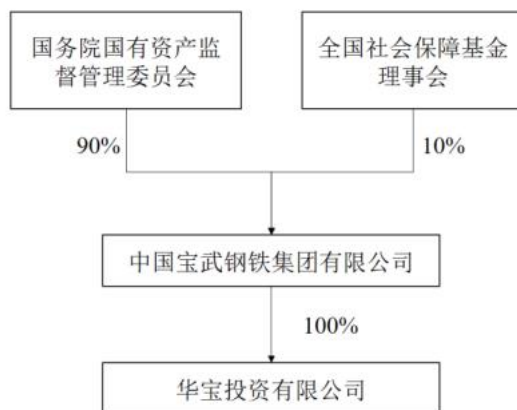 国务院国有资产监
督管理委员会
全国社会保障基金
理事会
90%
10%
中国宝武钢铁集团有限公司
100%
华宝投资有限公司